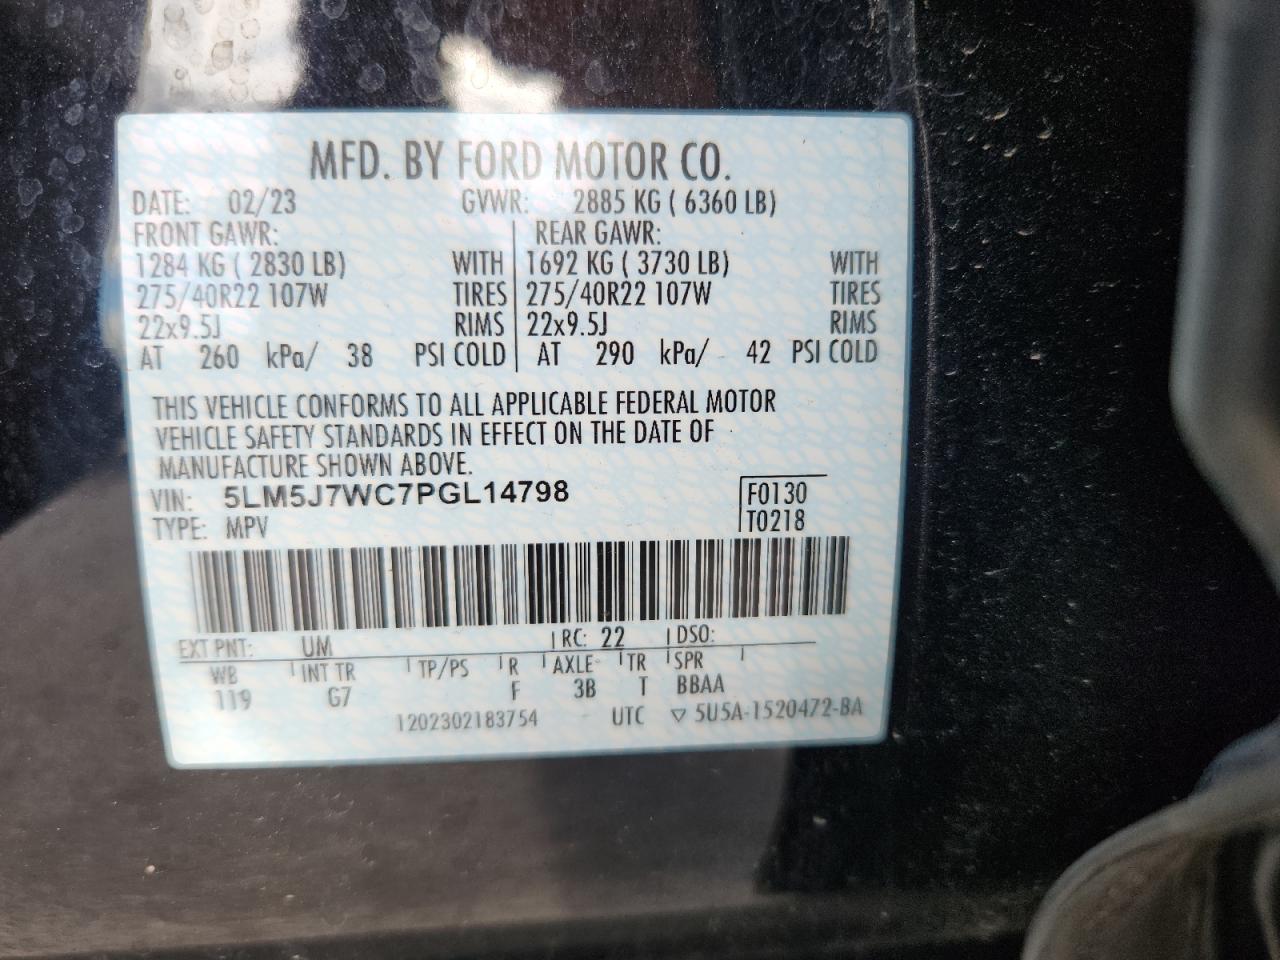 MFD. BY FORD MOTOR CO.
DATE: 02/23 GVWR: 2885 KG ( 6360 LB)
FRONT GAWR: REAR GAWR:
1284 KG ( 2830 LB) WITH 1692 KG ( 3730 LB) WITH
275/40R22 107W TIRES 275/40R22 107W TIRES
22x9.5J RIMS 22x9.5J RIMS
AT 260 kPa/ 38 PSI COLD AT 290 kPa/ 42 PSI COLD
THIS VEHICLE CONFORMS TO ALL APPLICABLE FEDERAL MOTOR
VEHICLE SAFETY STANDARDS IN EFFECT ON THE DATE OF
MANUFACTURE SHOWN ABOVE.
VIN: 5LM5J7WC7PGL14798 F0130
TYPE: MPV T0218
EXT PNT: UM RC: 22 DSO:
WB INT TR TP/PS R AXLE TR SPR
119 G7 F 3B T BBAA
1202302183754 UTC ▽ 5U5A-1520472-BA